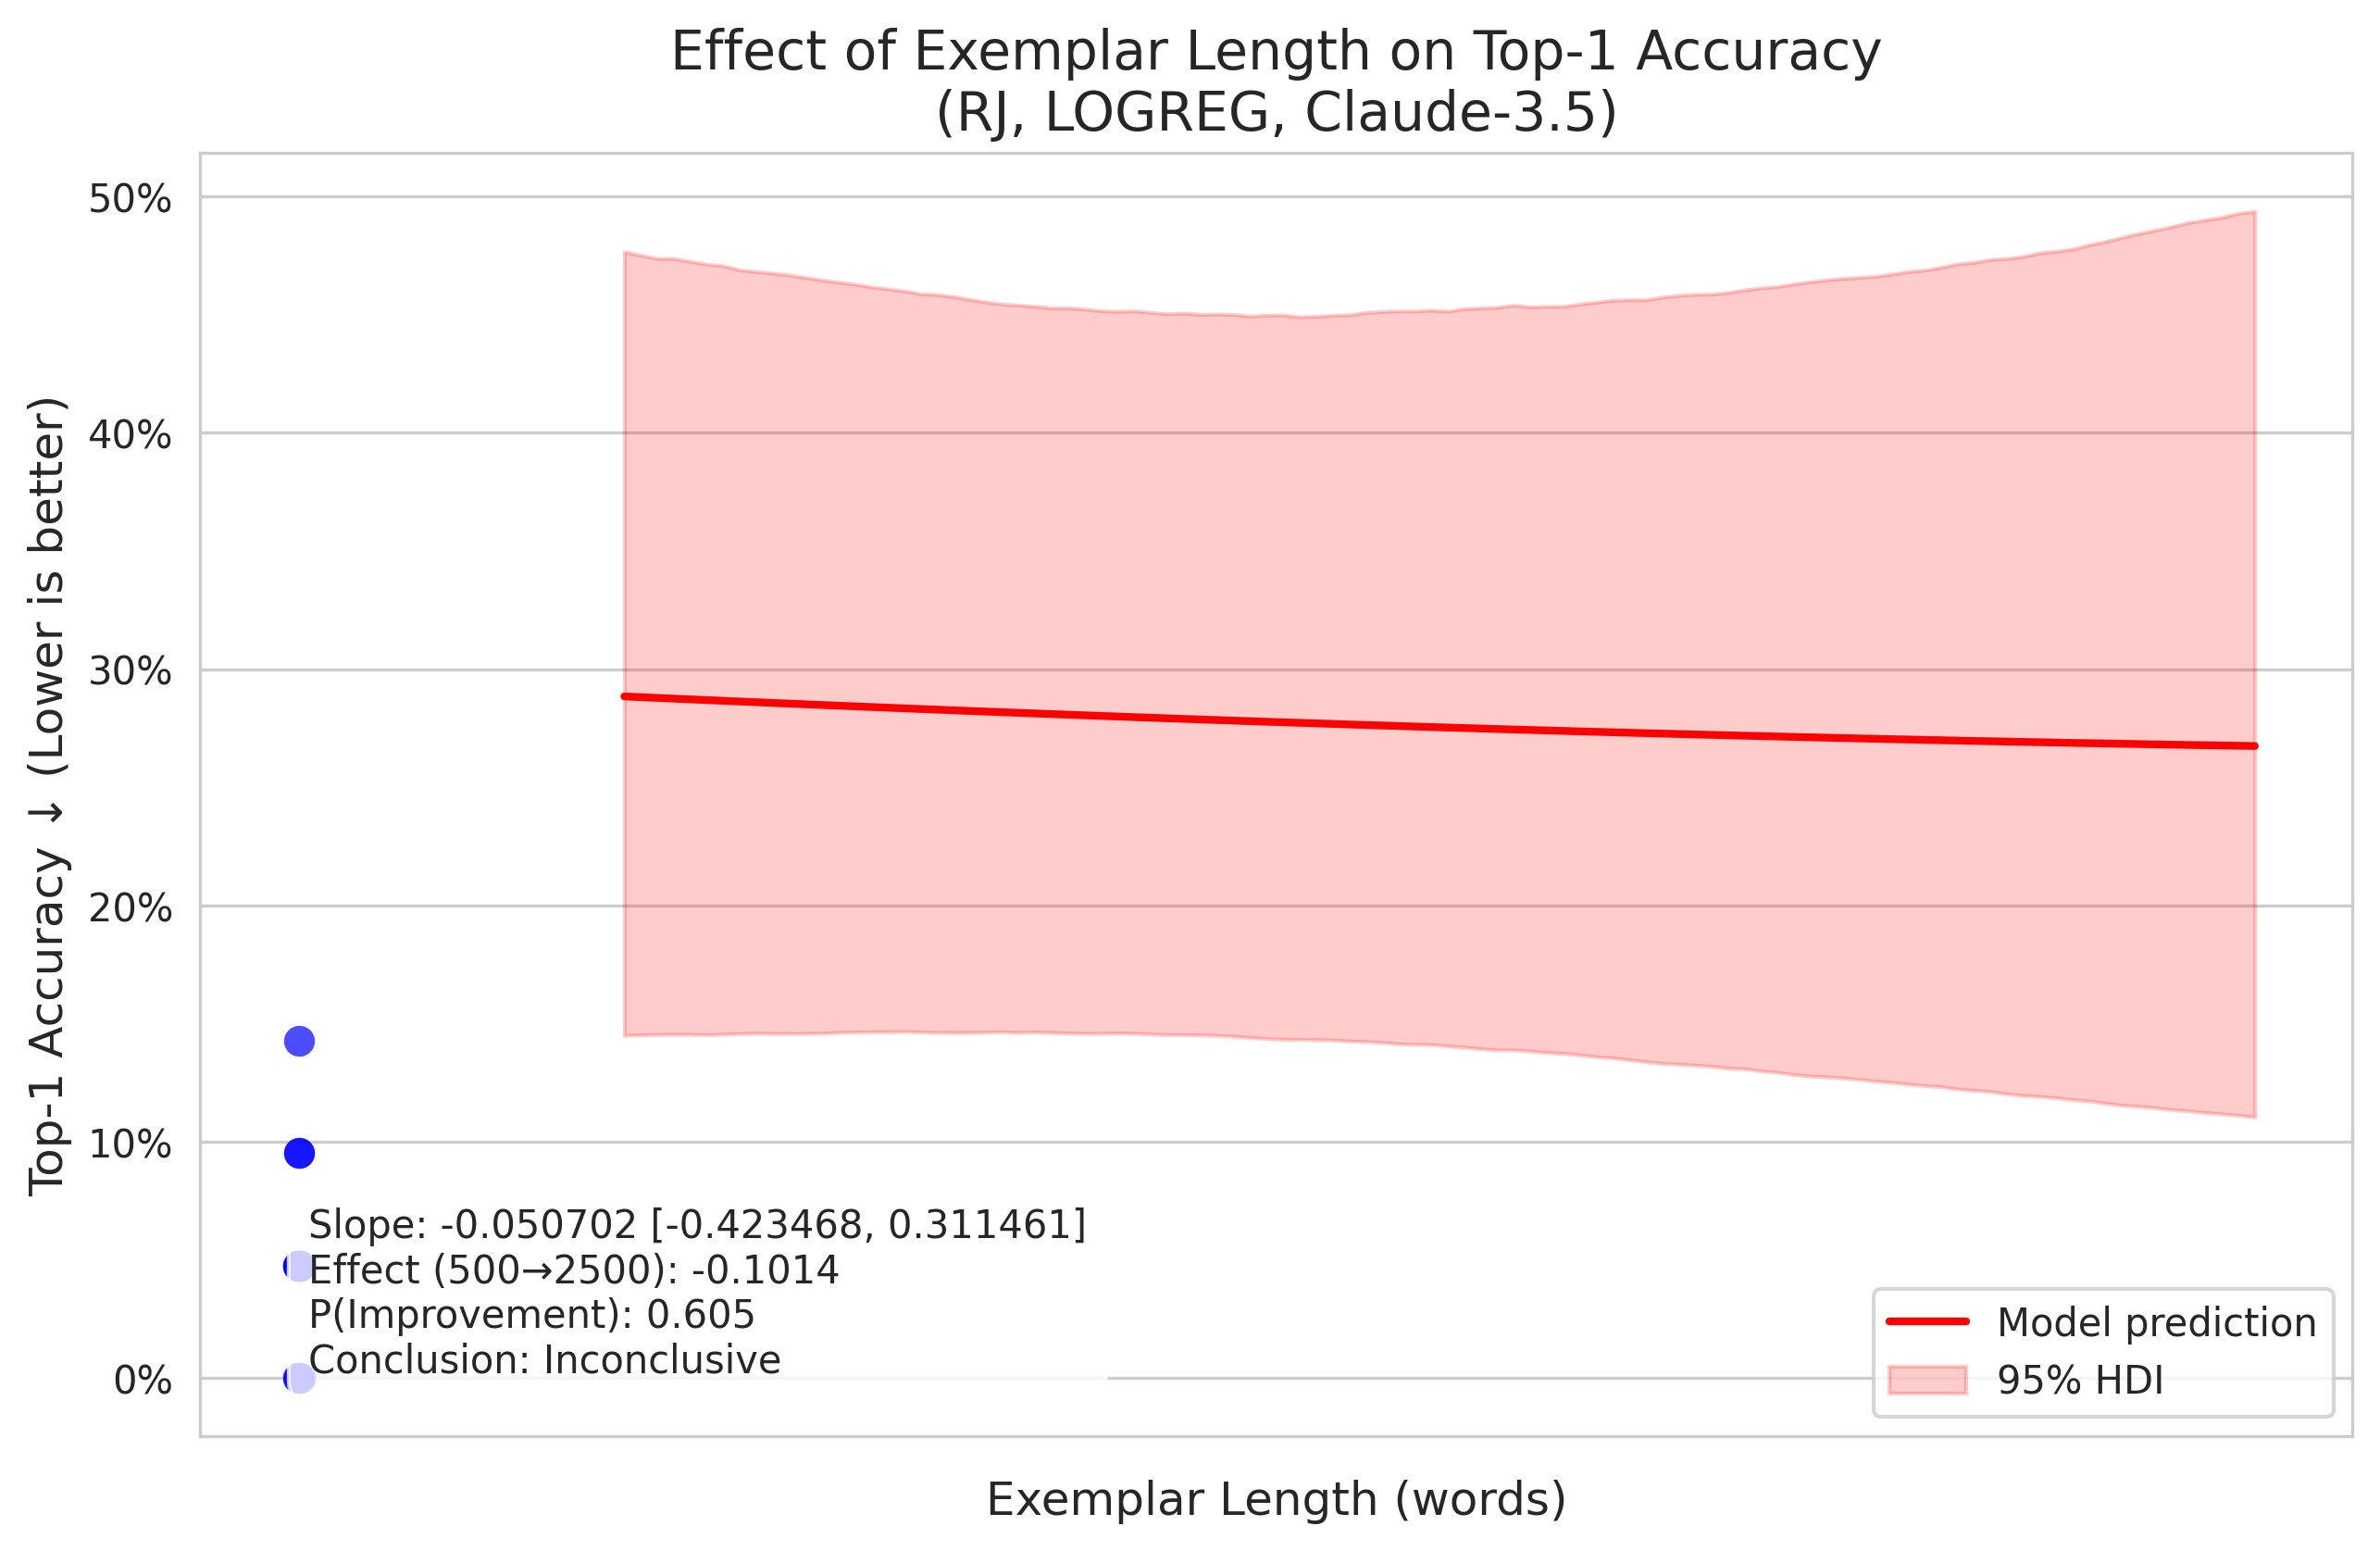 Effect of Exemplar Length on Top-1 Accuracy
(RJ, LOGREG, Claude-3.5)
Top-1 Accuracy ↓ (Lower is better)
50%
40%
30%
20%
10%
0%
Slope: -0.050702 [-0.423468, 0.311461]
Effect (500→2500): -0.1014
P(Improvement): 0.605
Conclusion: Inconclusive
Model prediction
95% HDI
Exemplar Length (words)